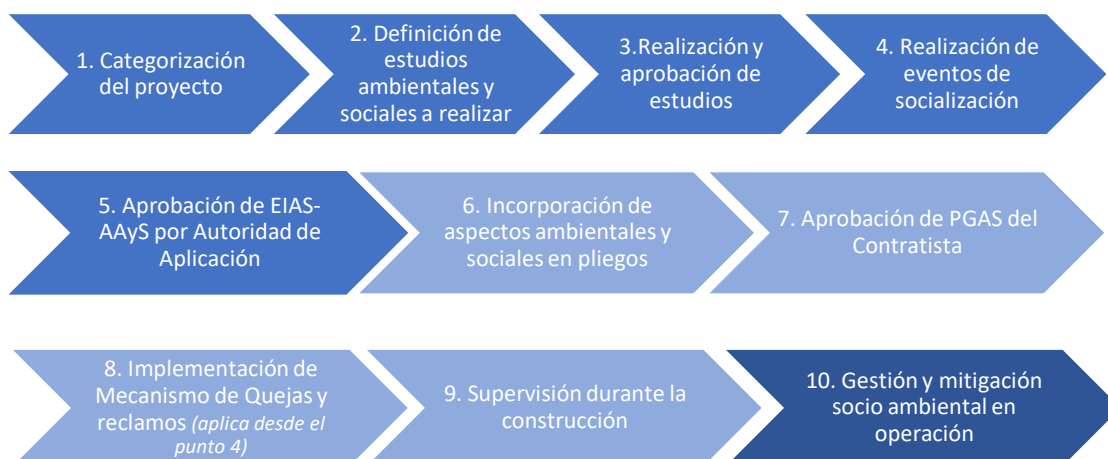 1. Categorización
del proyecto
2. Definición de
estudios
ambientales y
sociales a realizar
3.Realización y
aprobación de
estudios
4. Realización de
eventos de
socialización
5. Aprobación de EIAS-
AAyS por Autoridad de
Aplicación
6. Incorporación de
aspectos ambientales y
sociales en pliegos
7. Aprobación de PGAS del
Contratista
8. Implementación de
Mecanismo de Quejas y
reclamos (aplica desde el
punto 4)
9. Supervisión durante la
construcción
10. Gestión y mitigación
socio ambiental en
operación